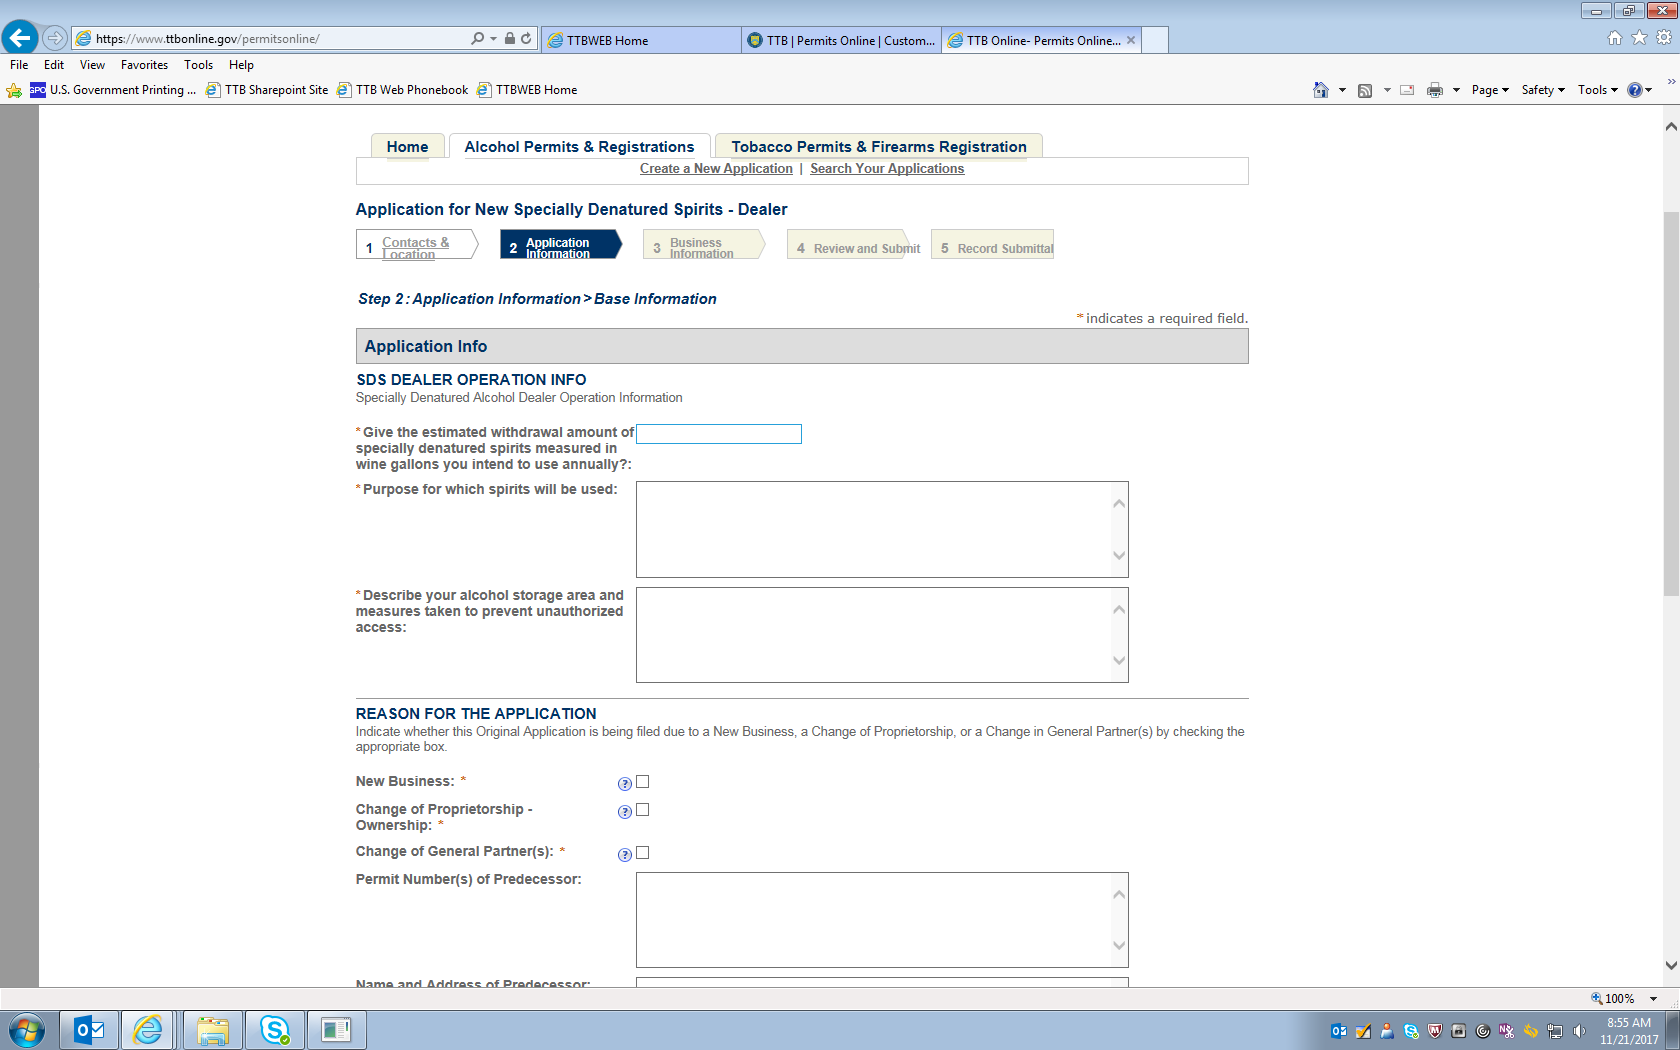 https://www.ttbonline.gov/permitsonline/
TTBWEB Home
TTB | Permits Online | Custom...
TTB Online- Permits Online...
File Edit View Favorites Tools Help
GPO U.S. Government Printing ... TTB Sharepoint Site TTB Web Phonebook TTBWEB Home
Page Safety Tools
Home Alcohol Permits & Registrations Tobacco Permits & Firearms Registration
Create a New Application | Search Your Applications
Application for New Specially Denatured Spirits - Dealer
1 Contacts & Location
2 Application Information
3 Business Information
4 Review and Submit
5 Record Submittal
Step 2: Application Information > Base Information
* indicates a required field.
Application Info
SDS DEALER OPERATION INFO
Specially Denatured Alcohol Dealer Operation Information
* Give the estimated withdrawal amount of
specially denatured spirits measured in
wine gallons you intend to use annually?:
* Purpose for which spirits will be used:
* Describe your alcohol storage area and
measures taken to prevent unauthorized
access:
REASON FOR THE APPLICATION
Indicate whether this Original Application is being filed due to a New Business, a Change of Proprietorship, or a Change in General Partner(s) by checking the
appropriate box.
New Business: *
Change of Proprietorship -
Ownership: *
Change of General Partner(s): *
Permit Number(s) of Predecessor:
Name and Address of Predecessor:
100%
8:55 AM
11/21/2017